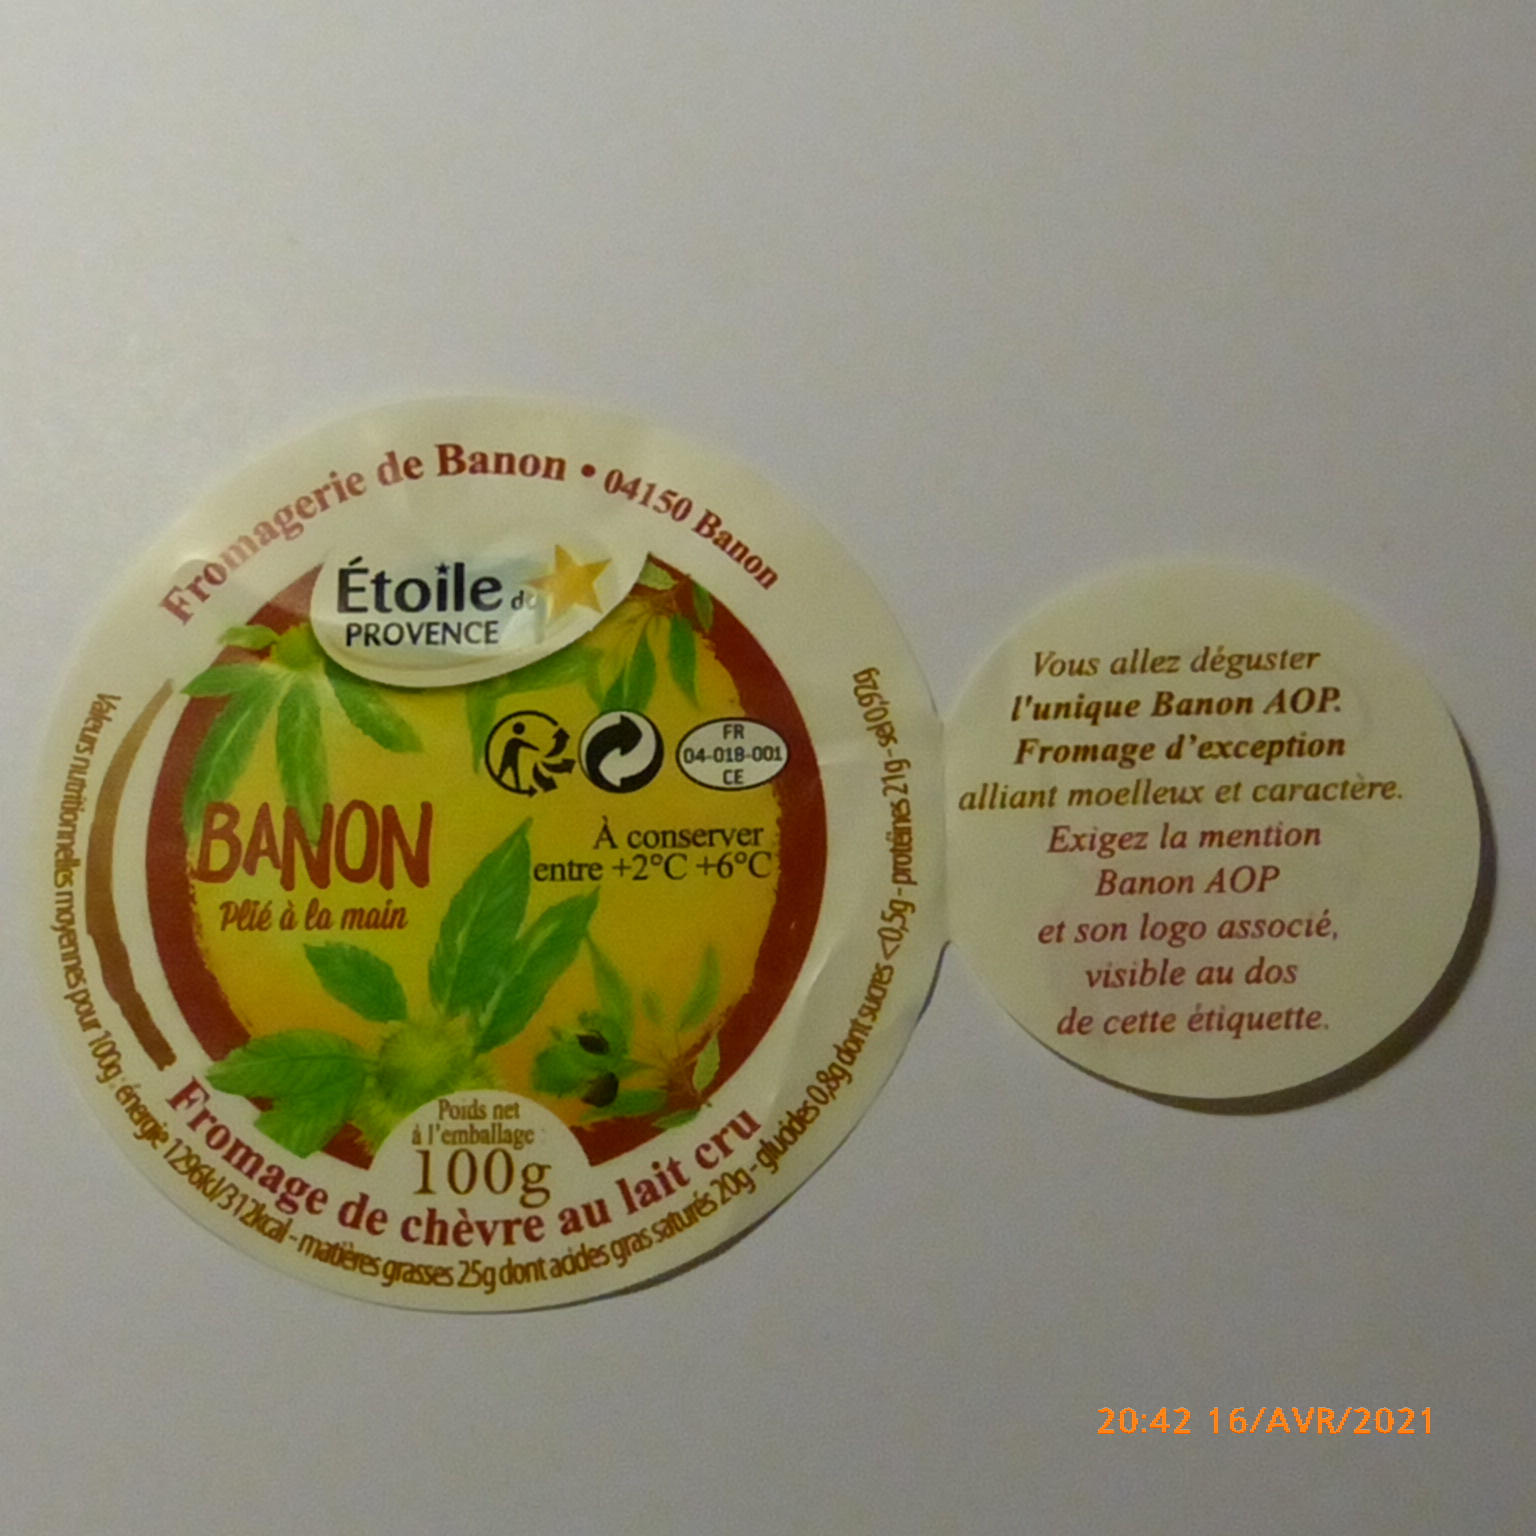 Fromagerie de Banon • 04150 Banon
Étoile de
PROVENCE
FR
04-018-001
CE
BANON
Plié à la main
À conserver
entre +2°C +6°C
Poids net
à l'emballage :
100g
Fromage de chèvre au lait cru
Valeurs nutritionnelles moyennes pour 100g : énergie 1296kJ/312kcal - matières grasses 25g dont acides gras saturés 20g - glucides 0,8g dont sucres <0,5g - protéines 21g - sel 0,92g
Vous allez déguster
l'unique Banon AOP.
Fromage d'exception
alliant moelleux et caractère.
Exigez la mention
Banon AOP
et son logo associé,
visible au dos
de cette étiquette.
20:42 16/AVR/2021